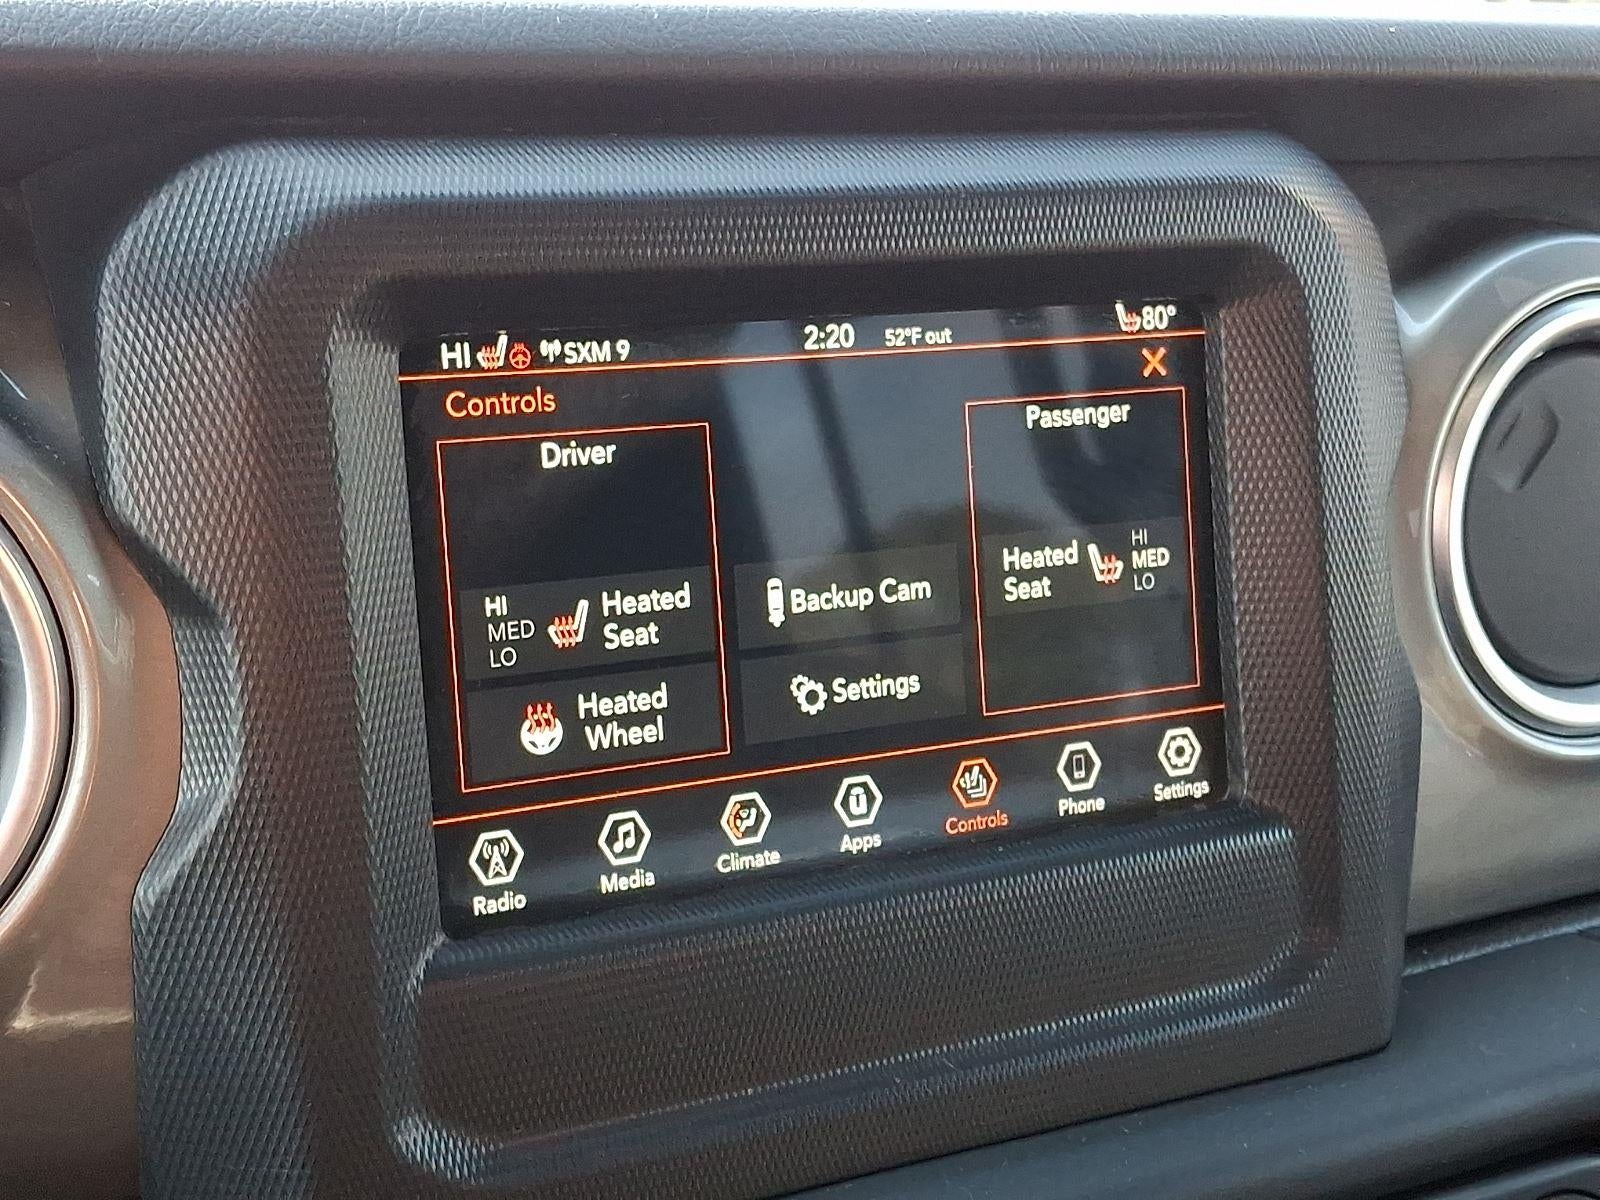 HI SXM 9 2:20 52°F out 80°
Controls
Driver
Passenger
HI
MED
LO
Heated
Seat
Heated
Wheel
Backup Cam
Settings
Heated
Seat
HI
MED
LO
Radio
Media
Climate
Apps
Controls
Phone
Settings